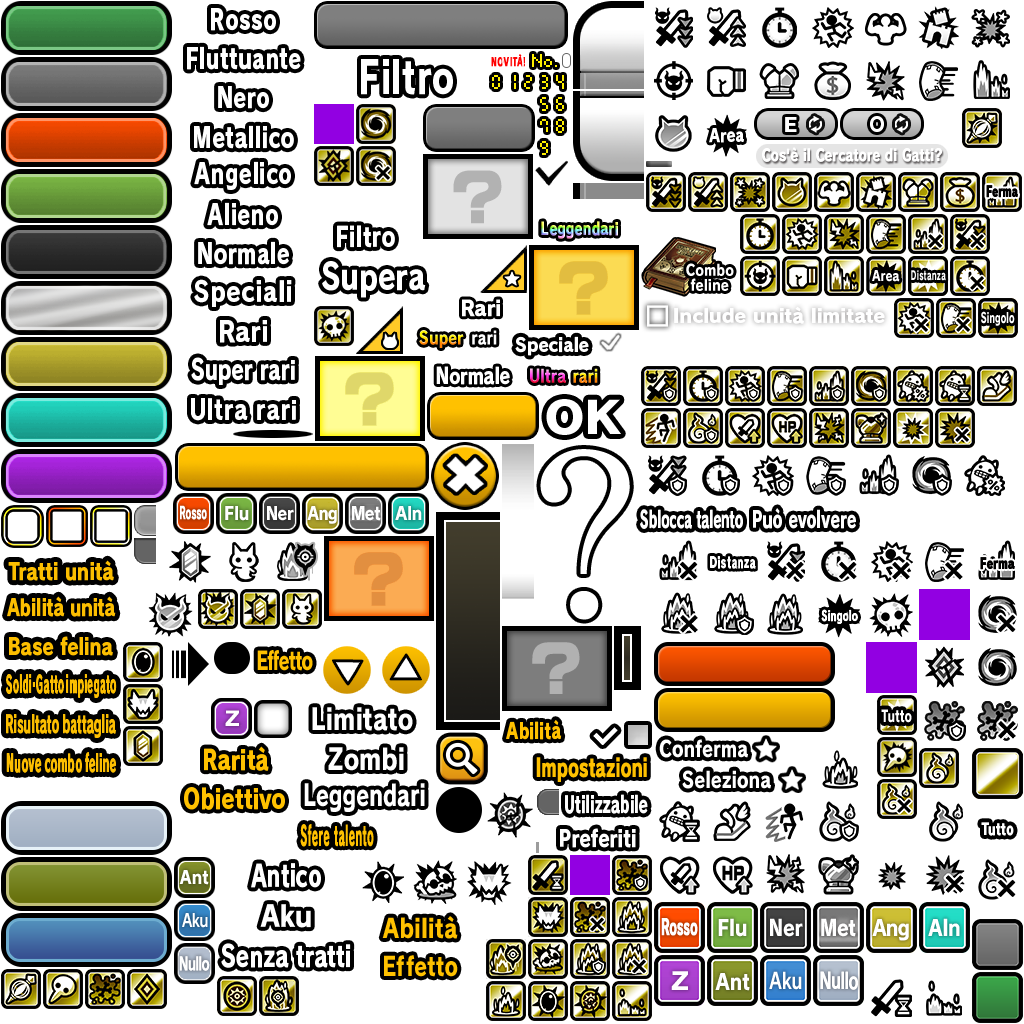 Rosso
Fluttuante
Nero
Metallico
Angelico
Alieno
Normale
Speciali
Rari
Super rari
Ultra rari
Filtro
NOVITÀ!
No.
0 1 2 3 4
5 6
7 8
9
Filtro
Supera
?
Leggendari
?
Rari
Super rari
Speciale
?
Normale
Ultra rari
OK
Rosso
Flu
Ner
Ang
Met
Aln
?
?
?
$
Area
E
O
Cos'è il Cercatore di Gatti?
$
Ferma
Combo
feline
Area
Distanza
Include unità limitate
Singolo
HP
Sblocca talento
Può evolvere
Distanza
Ferma
Singolo
Tutto
Conferma
Seleziona
Tutto
HP
Rosso
Flu
Ner
Met
Ang
Aln
Z
Ant
Aku
Nullo
Tratti unità
Abilità unità
Base felina
Soldi-Gatto impiegato
Risultato battaglia
Nuove combo feline
Effetto
Z
Limitato
Rarità
Zombi
Obiettivo
Leggendari
Sfere talento
Abilità
Impostazioni
Utilizzabile
Preferiti
Ant
Antico
Aku
Aku
Nullo
Senza tratti
Abilità
Effetto